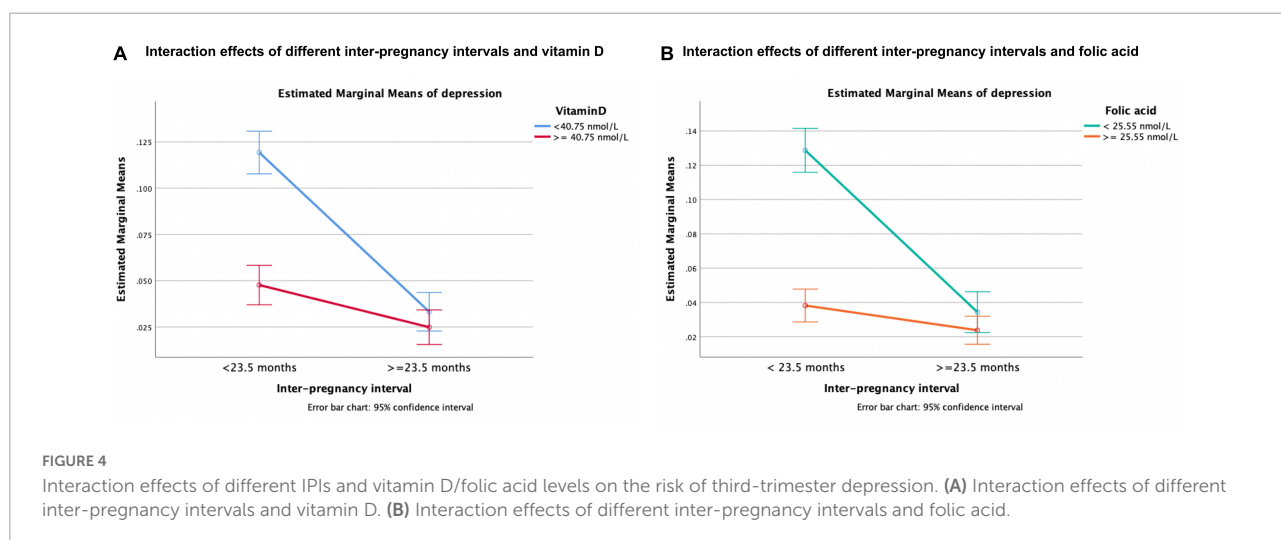 A Interaction effects of different inter-pregnancy intervals and vitamin D
Estimated Marginal Means of depression
VitaminD
<40.75 nmol/L
>= 40.75 nmol/L
Estimated Marginal Means
.125
.100
.075
.050
.025
<23.5 months
>=23.5 months
Inter-pregnancy interval
Error bar chart: 95% confidence interval
B Interaction effects of different inter-pregnancy intervals and folic acid
Estimated Marginal Means of depression
Folic acid
< 25.55 nmol/L
>= 25.55 nmol/L
Estimated Marginal Means
.14
.12
.10
.08
.06
.04
.02
< 23.5 months
>=23.5 months
Inter-pregnancy interval
Error bar chart: 95% confidence interval
FIGURE 4
Interaction effects of different IPIs and vitamin D/folic acid levels on the risk of third-trimester depression. (A) Interaction effects of different
inter-pregnancy intervals and vitamin D. (B) Interaction effects of different inter-pregnancy intervals and folic acid.